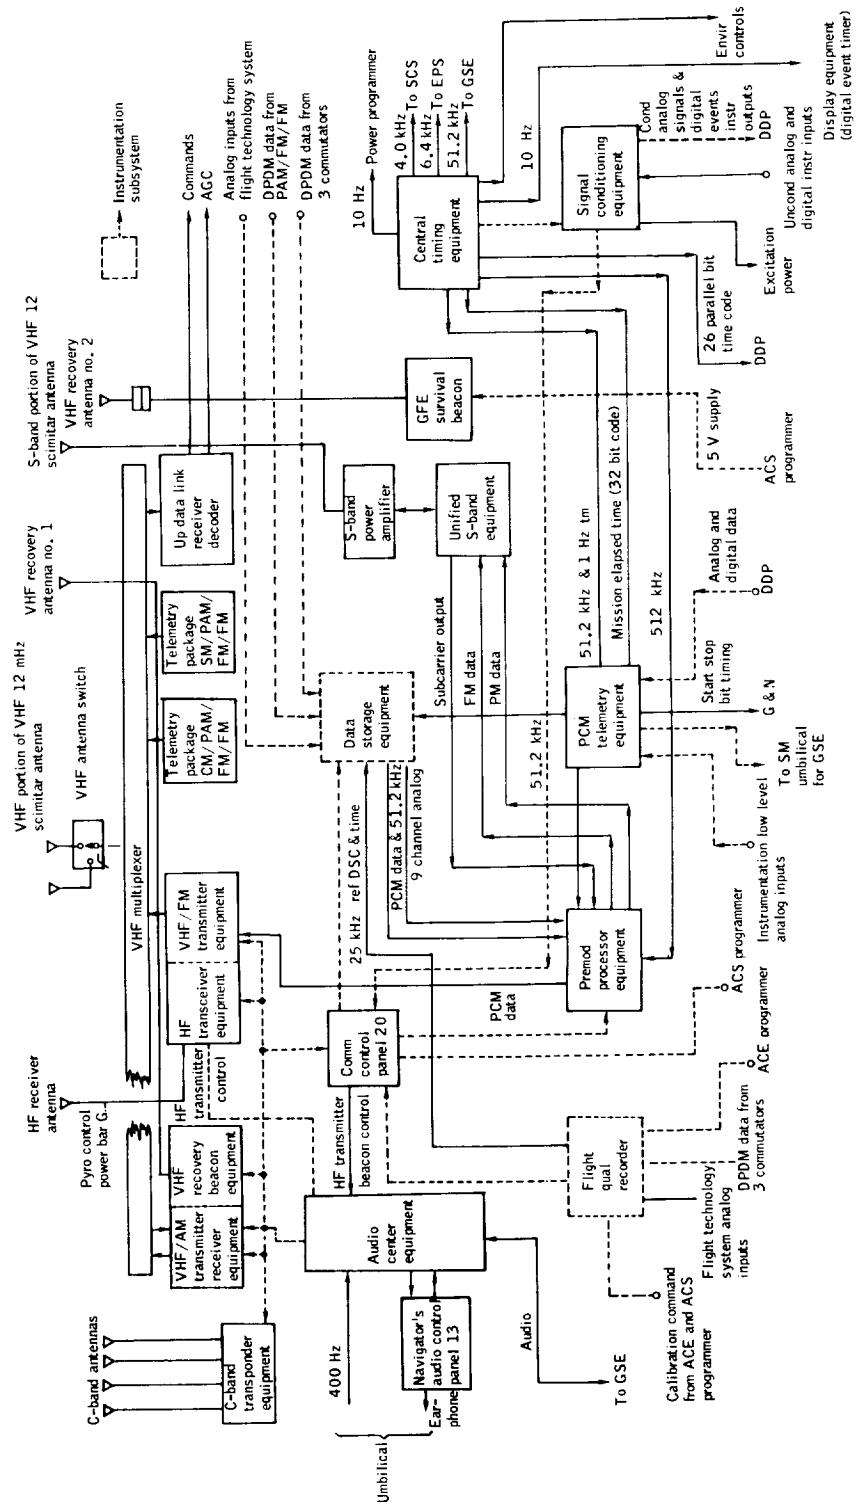 C-band antennas
HF receiver
antenna
VHF portion of VHF 12 mHz
scimitar antenna
VHF antenna switch
VHF recovery
antenna no. 1
S-band portion of VHF 12
scimitar antenna
VHF recovery
antenna no. 2
Instrumentation
subsystem
Pyro control
power bar G
VHF multiplexer
Commands
AGC
Analog inputs from
flight technology system
DPDM data from
PAM/FM/FM
DPDM data from
3 commutators
C-band
transponder
equipment
VHF/AM
transmitter
receiver
equipment
VHF
recovery
beacon
equipment
HF
transmitter
control
HF
transceiver
equipment
VHF/FM
transmitter
equipment
Telemetry
package
CM/PAM/
FM/FM
Telemetry
package
SM/PAM/
FM/FM
Up data link
receiver
decoder
Umbilical
400 Hz
Ear-
phone
Navigator's
audio control
panel 13
Audio
center
equipment
HF transmitter
beacon control
Comm
control
panel 20
25 kHz ref DSC & time
PCM data & 51.2 kHz
9 channel analog
Data
storage
equipment
S-band
power
amplifier
Unified
S-band
equipment
GFE
survival
beacon
10 Hz
Power programmer
4.0 kHz
To SCS
6.4 kHz
To EPS
51.2 kHz
To GSE
Central
timing
equipment
10 Hz
Envir
controls
Subcarrier output
FM data
PM data
51.2 kHz
PCM
data
Audio
To GSE
Flight
qual
recorder
Premod
processor
equipment
PCM
telemetry
equipment
51.2 kHz & 1 Hz tm
Mission elapsed time (32 bit code)
512 kHz
5 V supply
ACS
programmer
Signal
conditioning
equipment
Cond
analog
signals &
digital
events
instr
outputs
DDP
Uncond analog and
digital instr inputs
Display equipment
(digital event timer)
Excitation
power
26 parallel bit
time code
DDP
Calibration command
from ACE and ACS
programmer
Flight technology
system analog
inputs
DPDM data from
3 commutators
ACE programmer
ACS programmer
Instrumentation low level
analog inputs
To SM
umbilical
for GSE
G & N
Start stop
bit timing
Analog and
digital data
DDP